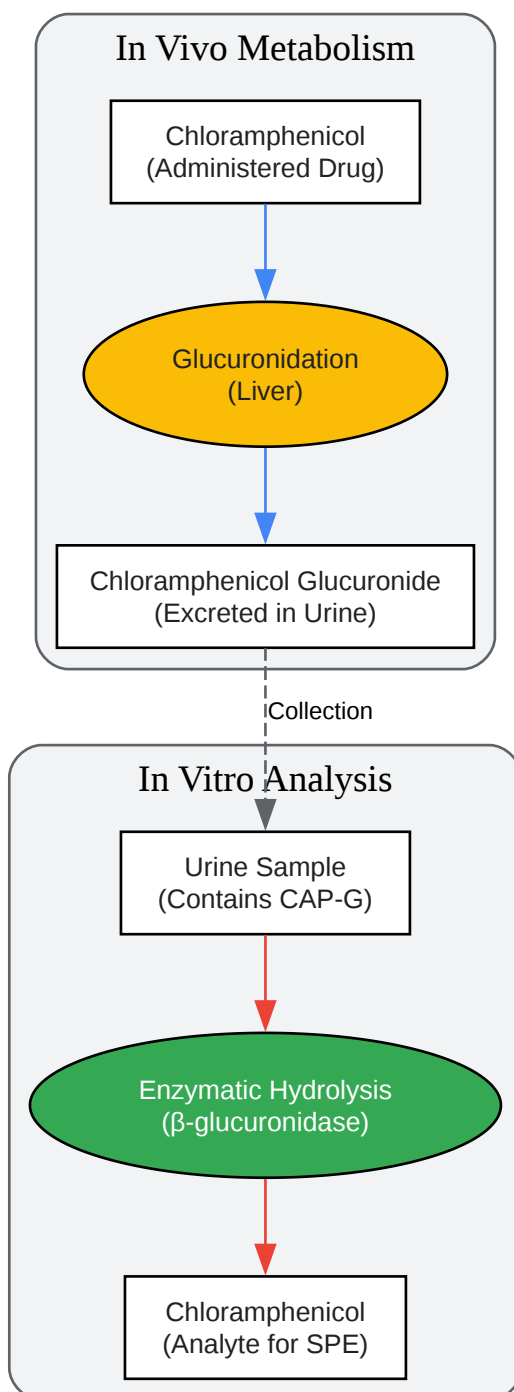 In Vivo Metabolism
Chloramphenicol
(Administered Drug)
Glucuronidation
(Liver)
Chloramphenicol Glucuronide
(Excreted in Urine)
Collection
In Vitro Analysis
Urine Sample
(Contains CAP-G)
Enzymatic Hydrolysis
(β-glucuronidase)
Chloramphenicol
(Analyte for SPE)